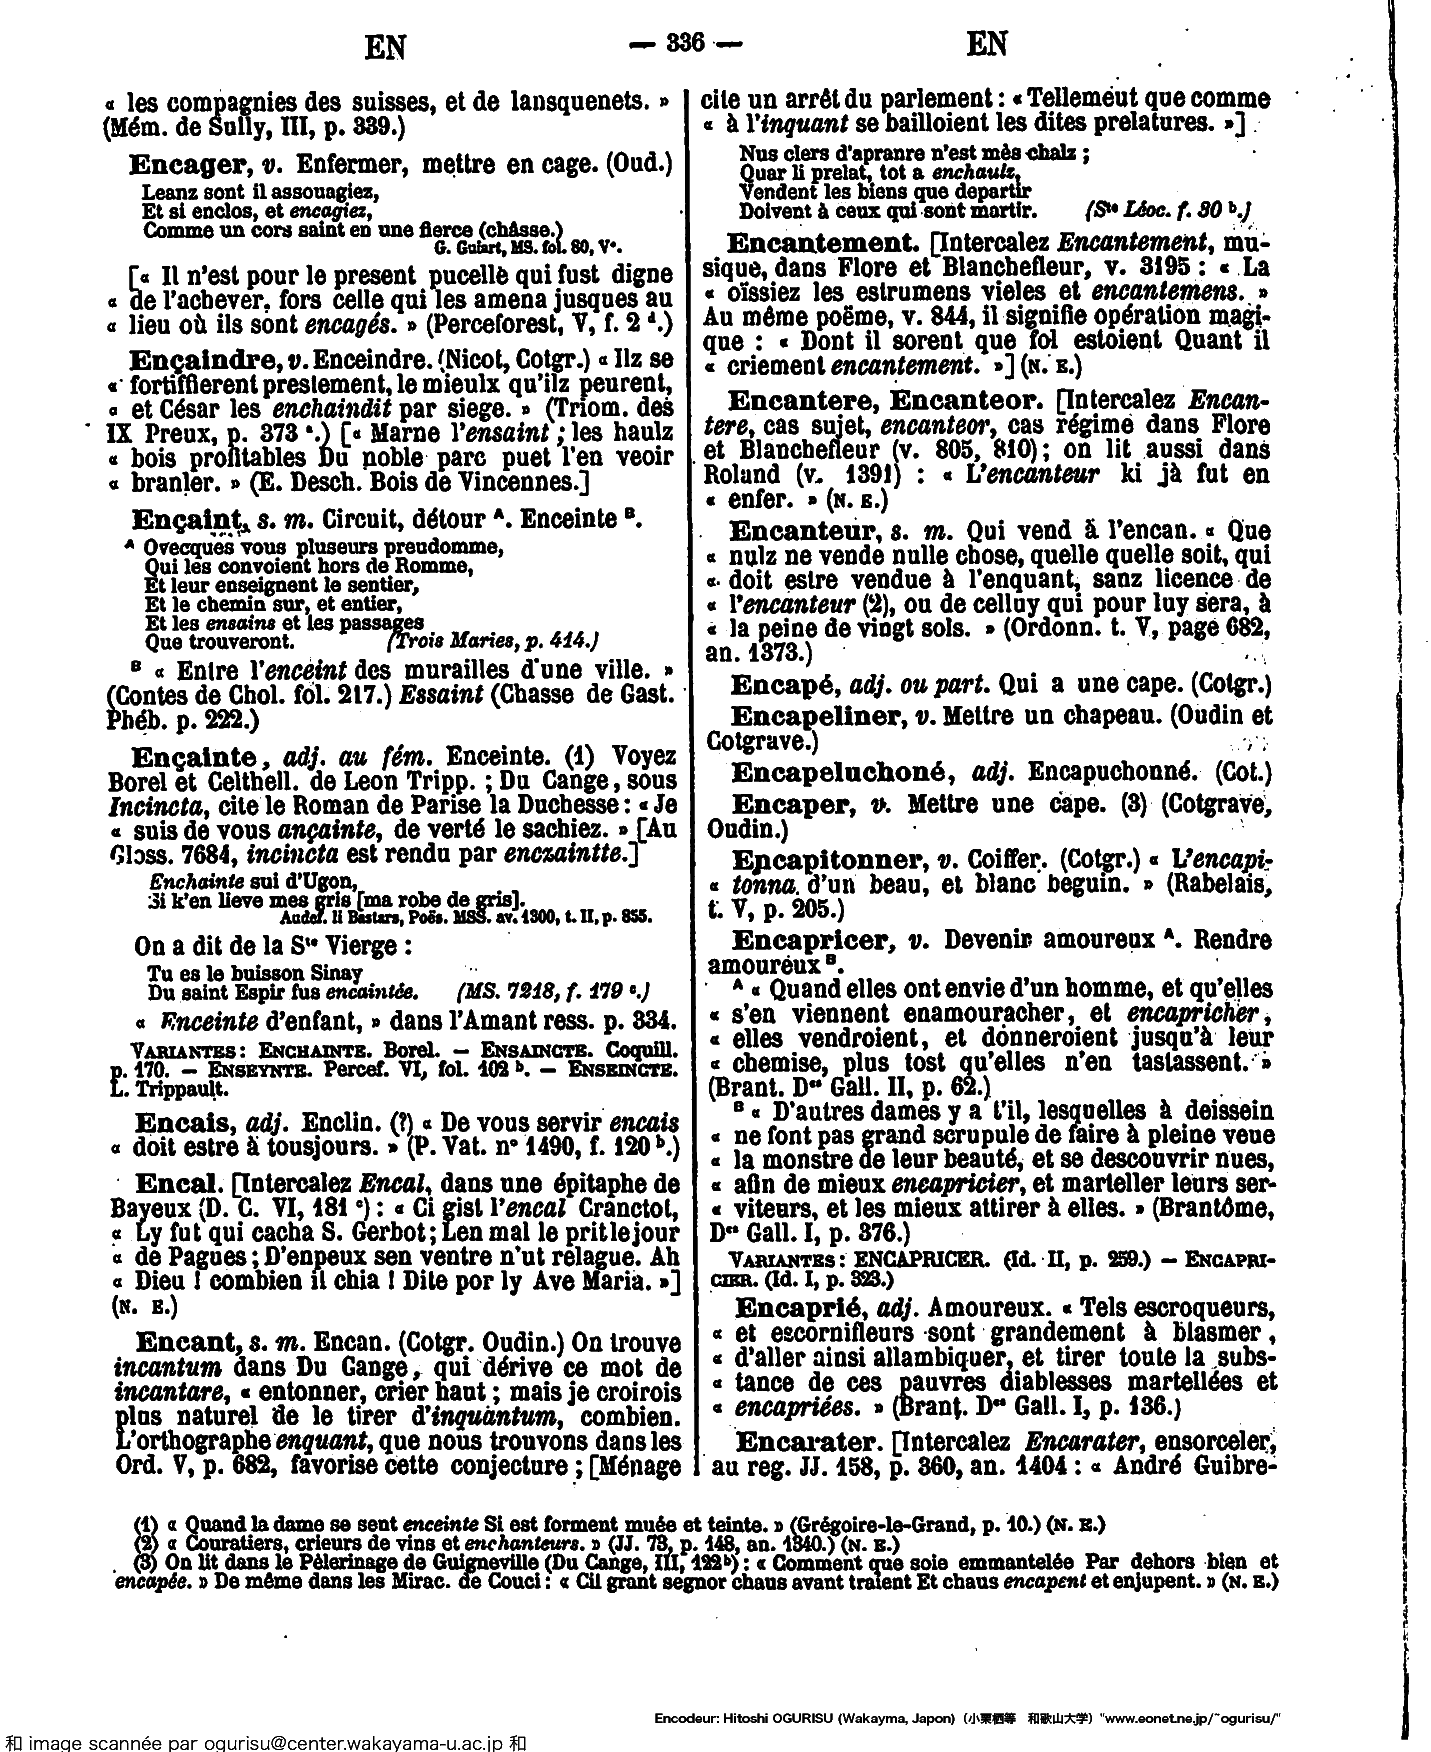 EN
— 336 —
EN
« les compagnies des suisses, et de lansquenets. »
(Mém. de Sully, III, p. 339.)
Encager, v. Enfermer, mettre en cage. (Oud.)
Leanz sont il assouagiez,
Et si enclos, et encagiez,
Comme un cors saint en une fierce (châsse.)
G. Guiart, MS. fol. 80, V°.
[« Il n'est pour le present pucelle qui fust digne
« de l'achever, fors celle qui les amena jusques au
« lieu où ils sont encagés. » (Perceforest, V, f. 2 d.)
Ençaindre, v. Enceindre. (Nicot, Cotgr.) « Ilz se
« fortiffierent prestement, le mieulx qu'ilz peurent,
« et César les enchaindit par siege. » (Triom. des
IX Preux, p. 373 a.) [« Marne l'ensaint ; les haulz
« bois profitables Du noble parc puet l'en veoir
« branler. » (E. Desch. Bois de Vincennes.]
Ençaint, s. m. Circuit, détour A. Enceinte B.
A Ovecques vous pluseurs preudomme,
Qui les convoient hors de Romme,
Et leur enseignent le sentier,
Et le chemin sur, et entier,
Et les ensains et les passages
Que trouveront. (Trois Maries, p. 414.)
B « Entre l'enceint des murailles d'une ville. »
(Contes de Chol. fol. 217.) Essaint (Chasse de Gast.
Phéb. p. 222.)
Ençainte, adj. au fém. Enceinte. (1) Voyez
Borel et Celthell. de Leon Tripp. ; Du Cange, sous
Incincta, cite le Roman de Parise la Duchesse : « Je
« suis de vous ançainte, de verté le sachiez. » [Au
Gloss. 7684, incincta est rendu par enczaintte.]
Enchainte sui d'Ugon,
Si k'en lieve mes gris [ma robe de gris].
Audef. li Bastars, Poës. MSS. av. 1300, t. II, p. 855.
On a dit de la Ste Vierge :
Tu es le buisson Sinay
Du saint Espir fus encaintée. (MS. 7218, f. 179 c.)
« Enceinte d'enfant, » dans l'Amant ress. p. 334.
VARIANTES : ENCHAINTE. Borel. — ENSAINCTE. Coquill.
p. 170. — ENSEYNTE. Percef. VI, fol. 102 b. — ENSEINCTE.
L. Trippault.
Encais, adj. Enclin. (?) « De vous servir encais
« doit estre à tousjours. » (P. Vat. n° 1490, f. 120 b.)
Encal. [Intercalez Encal, dans une épitaphe de
Bayeux (D. C. VI, 181 c) : « Ci gist l'encal Cranctot,
« Ly fut qui cacha S. Gerbot ; Len mal le prit le jour
« de Pagues ; D'enpeux sen ventre n'ut relague. Ah
« Dieu ! combien il chia ! Dite por ly Ave Maria. »]
(N. E.)
Encant, s. m. Encan. (Cotgr. Oudin.) On trouve
incantum dans Du Cange, qui dérive ce mot de
incantare, « entonner, crier haut ; mais je croirois
plus naturel de le tirer d'inquantum, combien.
L'orthographe enquant, que nous trouvons dans les
Ord. V, p. 682, favorise cette conjecture ; [Ménage
cite un arrêt du parlement : « Tellement que comme
« à l'inquant se bailloient les dites prelatures. »]
Nus clers d'apranre n'est mès chalz ;
Quar li prelat, tot a enchaulz,
Vendent les biens que departir
Doivent à ceux qui sont martir. (Ste Léoc. f. 30 b.)
Encantement. [Intercalez Encantement, mu-
sique, dans Flore et Blanchefleur, v. 3195 : « La
« oïssiez les estrumens vieles et encantemens. »
Au même poëme, v. 844, il signifie opération magi-
que : « Dont il sorent que fol estoient Quant il
« criement encantement. »] (N. E.)
Encantere, Encanteor. [Intercalez Encan-
tere, cas sujet, encanteor, cas régime dans Flore
et Blanchefleur (v. 805, 810) ; on lit aussi dans
Roland (v. 1391) : « L'encanteur ki jà fut en
« enfer. » (N. E.)
Encanteur, s. m. Qui vend à l'encan. « Que
« nulz ne vende nulle chose, quelle quelle soit, qui
« doit estre vendue à l'enquant, sanz licence de
« l'encanteur (2), ou de celluy qui pour luy sera, à
« la peine de vingt sols. » (Ordonn. t. V, page 682,
an. 1373.)
Encapé, adj. ou part. Qui a une cape. (Cotgr.)
Encapeliner, v. Mettre un chapeau. (Oudin et
Cotgrave.)
Encapeluchoné, adj. Encapuchonné. (Cot.)
Encaper, v. Mettre une cape. (3) (Cotgrave,
Oudin.)
Encapitonner, v. Coiffer. (Cotgr.) « L'encapi-
« tonna d'un beau, et blanc beguin. » (Rabelais,
t. V, p. 205.)
Encapricer, v. Devenir amoureux A. Rendre
amoureux B.
A « Quand elles ont envie d'un homme, et qu'elles
« s'en viennent enamouracher, et encapricher,
« elles vendroient, et donneroient jusqu'à leur
« chemise, plus tost qu'elles n'en tastassent. »
(Brant. Des Gall. II, p. 62.)
B « D'autres dames y a t'il, lesquelles à deissein
« ne font pas grand scrupule de faire à pleine veue
« la monstre de leur beauté, et se descouvrir nues,
« afin de mieux encapricier, et marteller leurs ser-
« viteurs, et les mieux attirer à elles. » (Brantôme,
Des Gall. I, p. 376.)
VARIANTES : ENCAPRICER. (Id. II, p. 259.) — ENCAPRI-
CIER. (Id. I, p. 323.)
Encaprié, adj. Amoureux. « Tels escroqueurs,
« et escornifleurs sont grandement à blasmer,
« d'aller ainsi allambiquer, et tirer toute la subs-
« tance de ces pauvres diablesses martellées et
« encapriées. » (Brant. Des Gall. I, p. 136.)
Encarater. [Intercalez Encarater, ensorceler,
au reg. JJ. 158, p. 360, an. 1404 : « André Guibre-
(1) « Quand la dame se sent enceinte Si est forment muée et teinte. » (Grégoire-le-Grand, p. 10.) (N. E.)
(2) « Couratiers, crieurs de vins et enchanteurs. » (JJ. 73, p. 148, an. 1340.) (N. E.)
(3) On lit dans le Pèlerinage de Guigneville (Du Cange, III, 122 b) : « Comment que soie emmantelée Par dehors bien et
encapée. » De même dans les Mirac. de Couci : « Cil grant segnor chaus avant traient Et chaus encapent et enjupent. » (N. E.)
Encodeur: Hitoshi OGURISU (Wakayma, Japon) (小栗栖等 和歌山大学) "www.eonet.ne.jp/~ogurisu/"
和 image scannée par ogurisu@center.wakayama-u.ac.jp 和